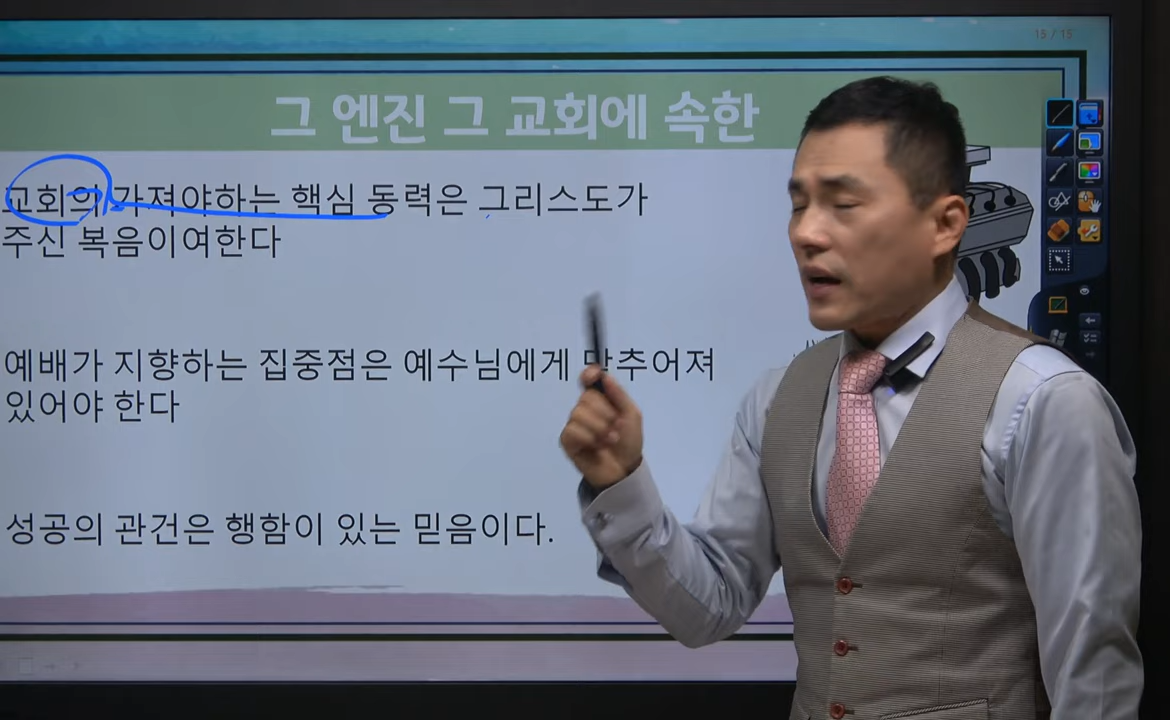 15 / 15
그 엔진 그 교회에 속한
교회의 가져야하는 핵심 동력은 그리스도가
주신 복음이여한다
예배가 지향하는 집중점은 예수님에게 맞추어져
있어야 한다
성공의 관건은 행함이 있는 믿음이다.